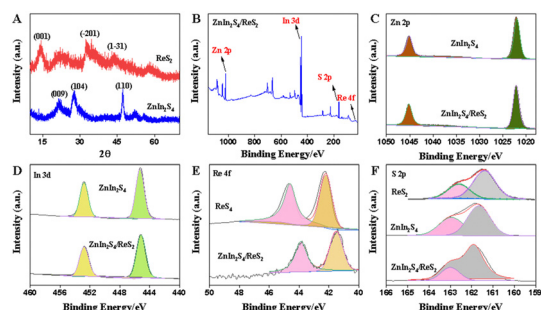 A
(001)
(-201)
(1-31)
ReS2
(009)
(104)
(110)
ZnIn2S4
Intensity (a.u.)
15 30 45 60
2Θ
B
ZnIn2S4/ReS2
In 3d
Zn 2p
S 2p
Re 4f
Intensity (a.u.)
1000 800 600 400 200
Binding Energy/eV
C
Zn 2p
ZnIn2S4
ZnIn2S4/ReS2
Intensity (a.u.)
1050 1045 1040 1035 1030 1025 1020
Binding Energy/eV
D
In 3d
ZnIn2S4
ZnIn2S4/ReS2
Intensity (a.u.)
460 456 452 448 444 440
Binding Energy/eV
E
Re 4f
ReS4
ZnIn2S4/ReS2
Intensity (a.u.)
50 48 46 44 42 40
Binding Energy/eV
F
S 2p
ReS2
ZnIn2S4
ZnIn2S4/ReS2
Intensity (a.u.)
166 165 164 163 162 161 160 159
Binding Energy/eV